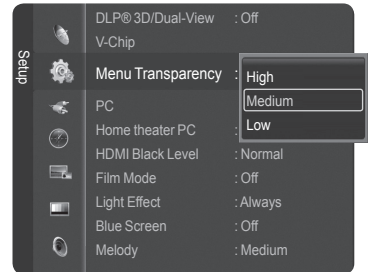 Setup
DLP® 3D/Dual-View : Off
V-Chip
Menu Transparency :
High
Medium
Low
PC
Home theater PC :
HDMI Black Level : Normal
Film Mode : Off
Light Effect : Always
Blue Screen : Off
Melody : Medium